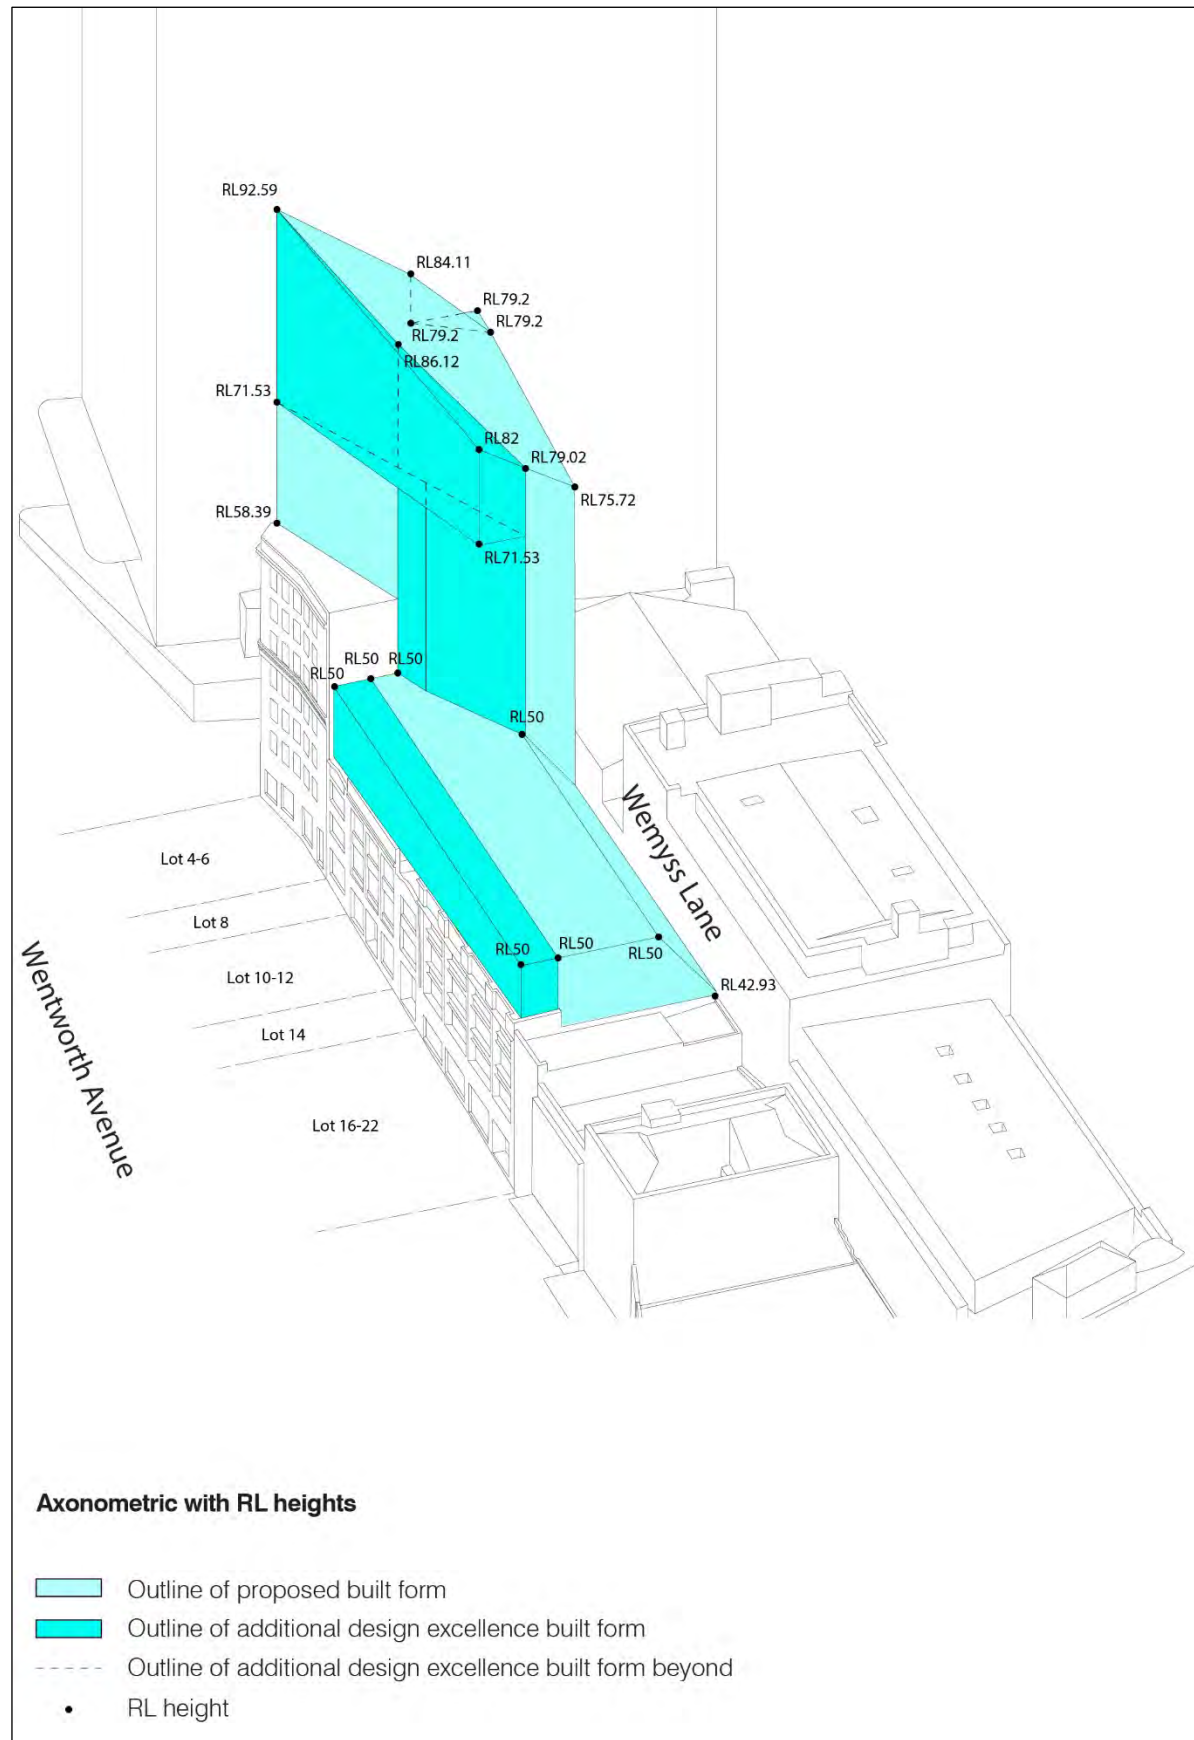 RL92.59
RL84.11
RL79.2
RL79.2
RL79.2
RL86.12
RL71.53
RL82
RL79.02
RL75.72
RL58.39
RL71.53
RL50
RL50
RL50
RL50
Wemyss Lane
Lot 4-6
Lot 8
RL50
RL50
RL50
Lot 10-12
RL42.93
Lot 14
Wentworth Avenue
Lot 16-22
Axonometric with RL heights
Outline of proposed built form
Outline of additional design excellence built form
Outline of additional design excellence built form beyond
RL height